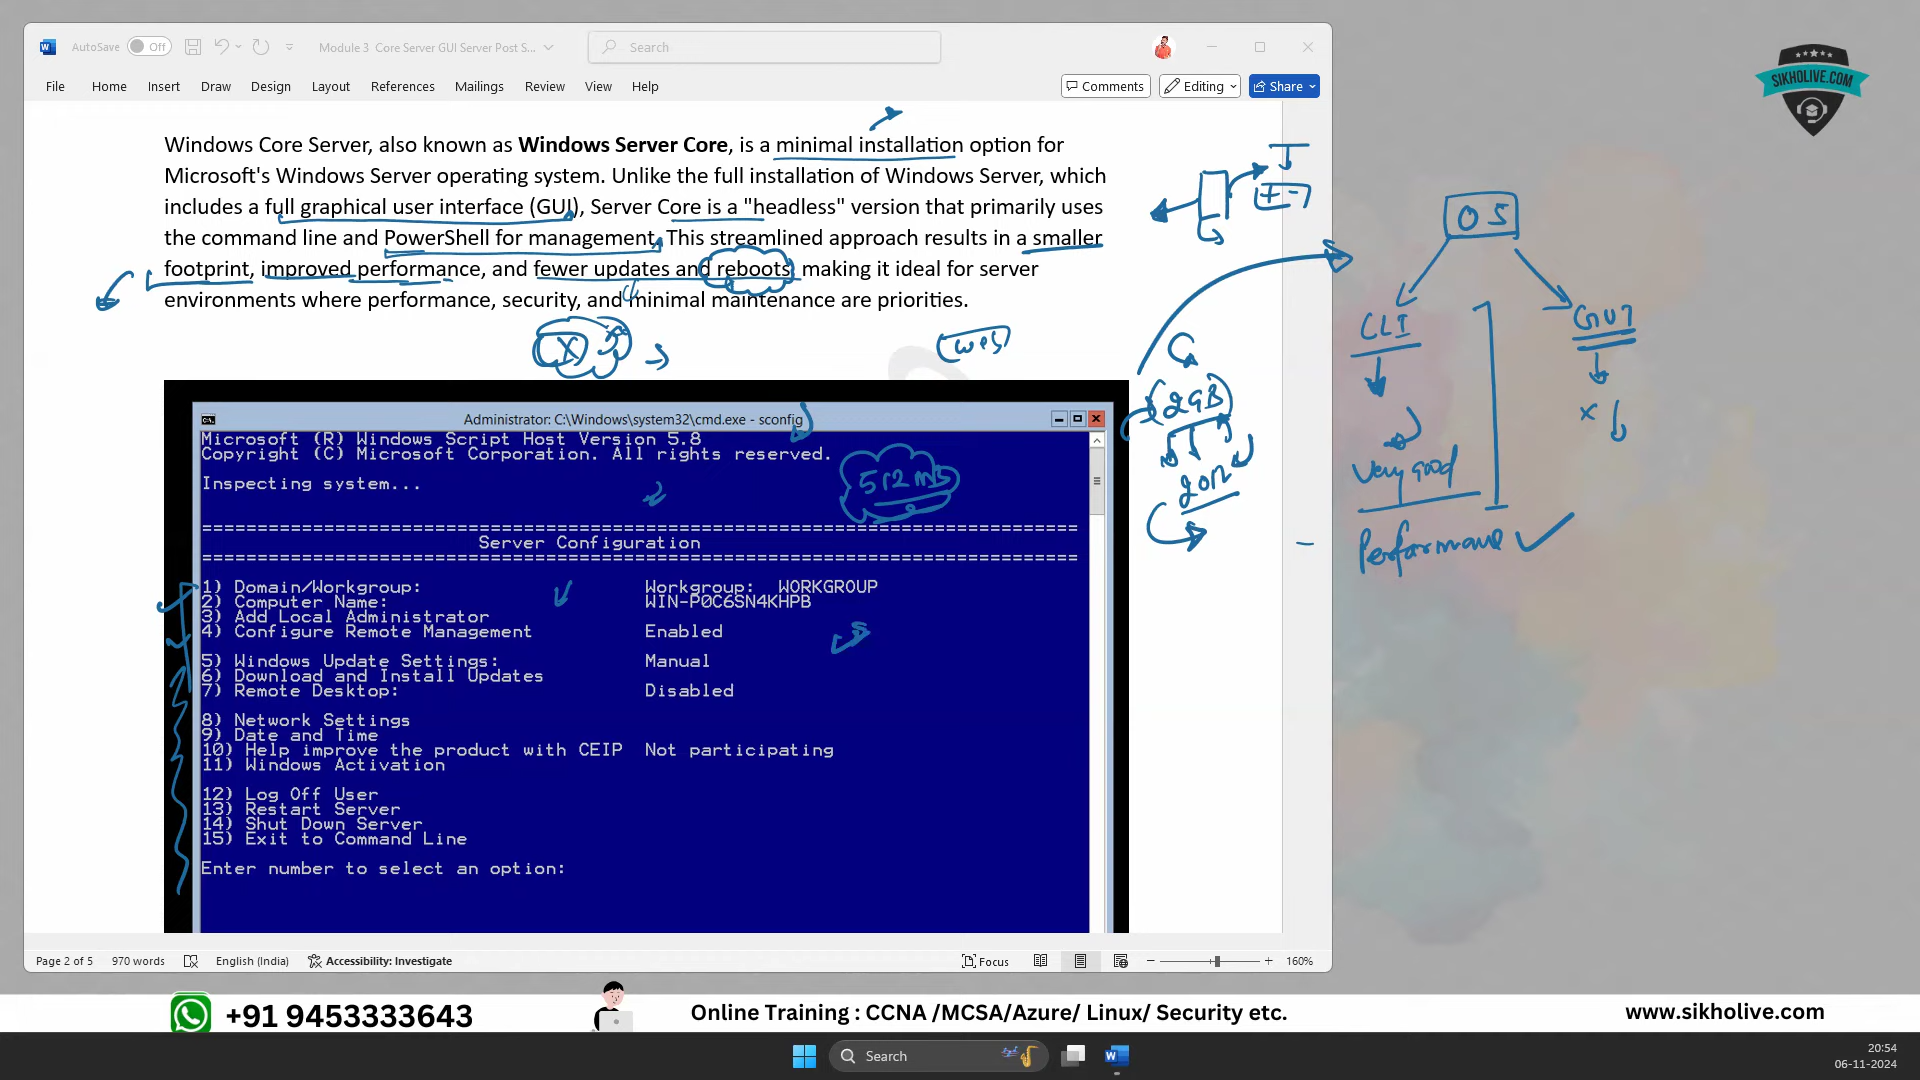 AutoSave Off Module 3 Core Server GUI Server Post S... Search
File Home Insert Draw Design Layout References Mailings Review View Help Comments Editing Share
SIKHOLIVE.COM
Windows Core Server, also known as Windows Server Core, is a minimal installation option for
Microsoft's Windows Server operating system. Unlike the full installation of Windows Server, which
includes a full graphical user interface (GUI), Server Core is a "headless" version that primarily uses
the command line and PowerShell for management. This streamlined approach results in a smaller
footprint, improved performance, and fewer updates and reboots, making it ideal for server
environments where performance, security, and minimal maintenance are priorities.
OS
CLI
GUI
Very good
Performance
web
2GB
512 mb
Administrator: C:\Windows\system32\cmd.exe - sconfig
Microsoft (R) Windows Script Host Version 5.8
Copyright (C) Microsoft Corporation. All rights reserved.
Inspecting system...
===============================================================================
Server Configuration
===============================================================================
1) Domain/Workgroup: Workgroup: WORKGROUP
2) Computer Name: WIN-P0C6SN4KHPB
3) Add Local Administrator
4) Configure Remote Management Enabled
5) Windows Update Settings: Manual
6) Download and Install Updates
7) Remote Desktop: Disabled
8) Network Settings
9) Date and Time
10) Help improve the product with CEIP Not participating
11) Windows Activation
12) Log Off User
13) Restart Server
14) Shut Down Server
15) Exit to Command Line
Enter number to select an option:
Page 2 of 5 970 words English (India) Accessibility: Investigate Focus 160%
+91 9453333643 Online Training : CCNA /MCSA/Azure/ Linux/ Security etc. www.sikholive.com
Search
20:54
06-11-2024